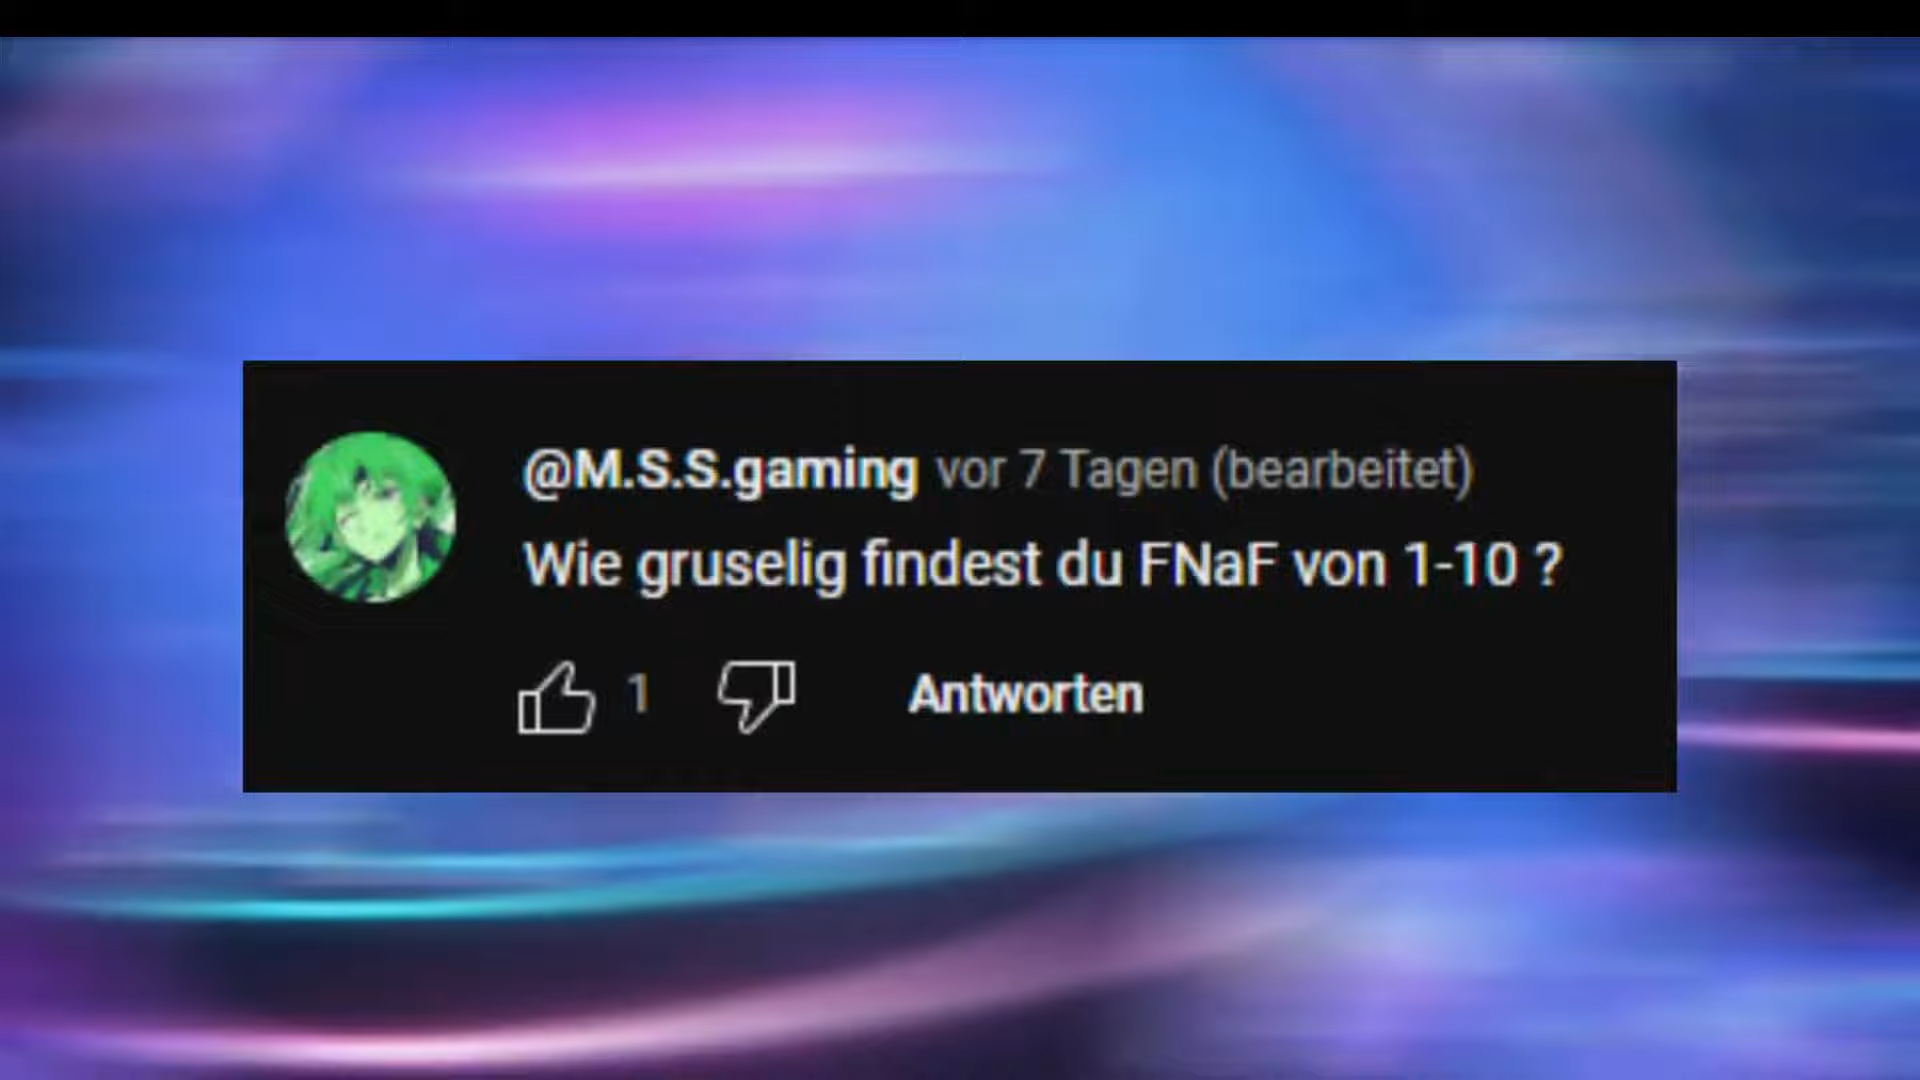 @M.S.S.gaming vor 7 Tagen (bearbeitet)
Wie gruselig findest du FNaF von 1-10 ?
1 Antworten